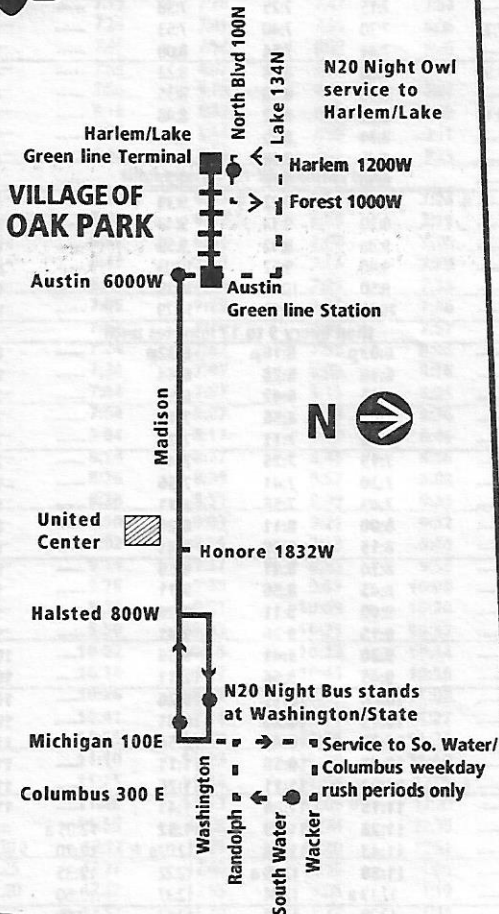 North Blvd 100N
Lake 134N
N20 Night Owl
service to
Harlem/Lake
Harlem/Lake
Green line Terminal
Harlem 1200W
VILLAGE OF
OAK PARK
Forest 1000W
Austin 6000W
Austin
Green line Station
Madison
N
United
Center
Honore 1832W
Halsted 800W
N20 Night Bus stands
at Washington/State
Michigan 100E
Service to So. Water/
Columbus weekday
rush periods only
Columbus 300 E
Washington
Randolph
South Water
Wacker